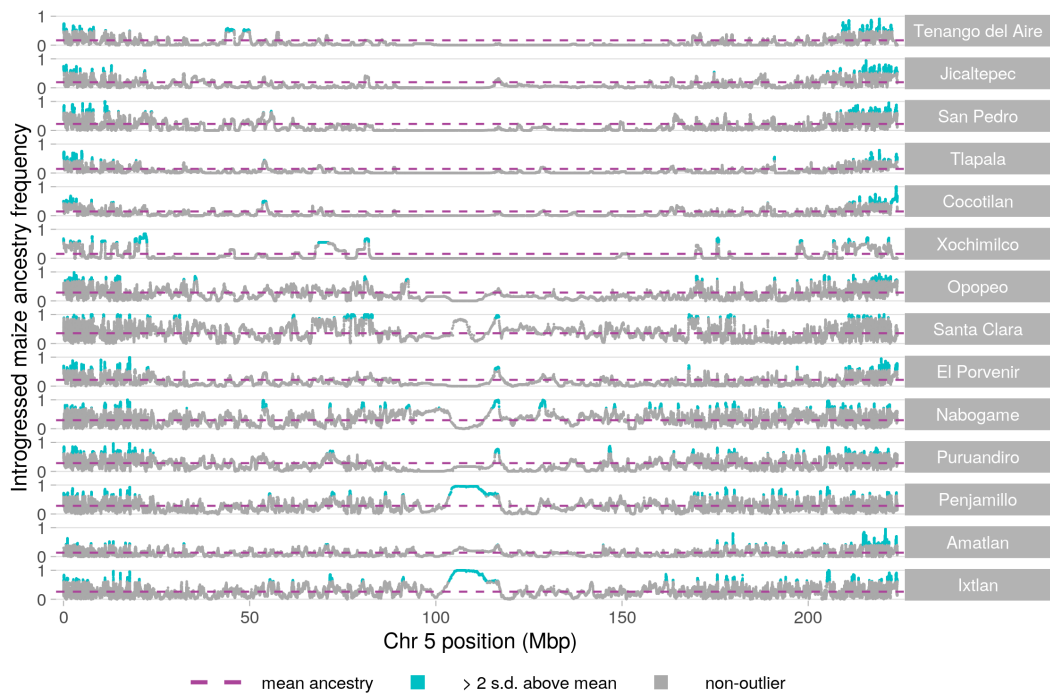 Introgressed maize ancestry frequency
1
0
Tenango del Aire
1
0
Jicaltepec
1
0
San Pedro
1
0
Tlapala
1
0
Cocotilan
1
0
Xochimilco
1
0
Opopeo
1
0
Santa Clara
1
0
El Porvenir
1
0
Nabogame
1
0
Puruandiro
1
0
Penjamillo
1
0
Amatlan
1
0
Ixtlan
0 50 100 150 200
Chr 5 position (Mbp)
mean ancestry > 2 s.d. above mean non-outlier